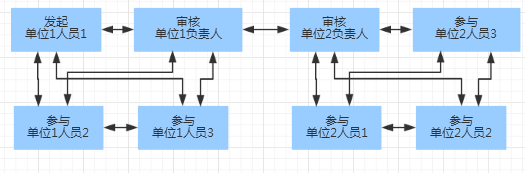 发起
单位1人员1
审核
单位1负责人
审核
单位2负责人
参与
单位2人员3
参与
单位1人员2
参与
单位1人员3
参与
单位2人员1
参与
单位2人员2